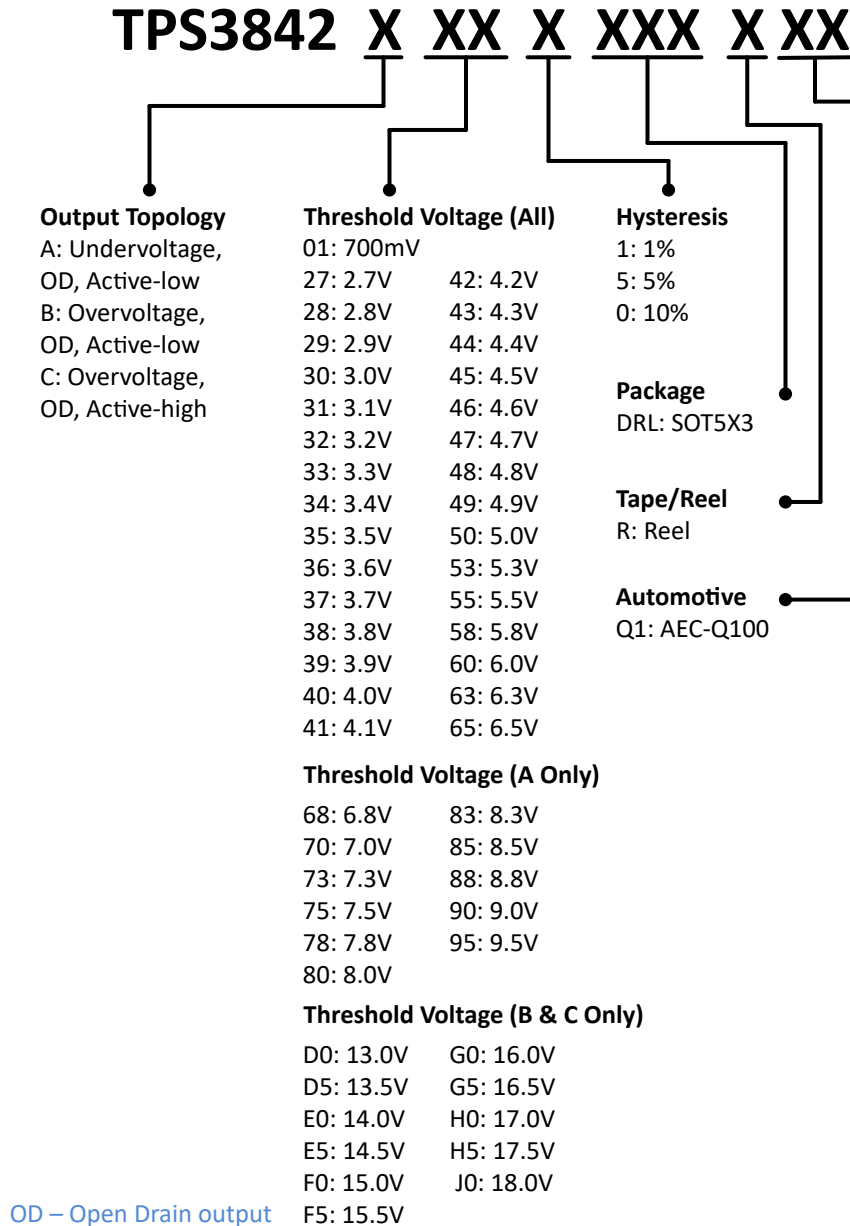 TPS3842 X XX X XXX X XX
Output Topology
A: Undervoltage,
OD, Active-low
B: Overvoltage,
OD, Active-low
C: Overvoltage,
OD, Active-high
Threshold Voltage (All)
01: 700mV
27: 2.7V 42: 4.2V
28: 2.8V 43: 4.3V
29: 2.9V 44: 4.4V
30: 3.0V 45: 4.5V
31: 3.1V 46: 4.6V
32: 3.2V 47: 4.7V
33: 3.3V 48: 4.8V
34: 3.4V 49: 4.9V
35: 3.5V 50: 5.0V
36: 3.6V 53: 5.3V
37: 3.7V 55: 5.5V
38: 3.8V 58: 5.8V
39: 3.9V 60: 6.0V
40: 4.0V 63: 6.3V
41: 4.1V 65: 6.5V
Threshold Voltage (A Only)
68: 6.8V 83: 8.3V
70: 7.0V 85: 8.5V
73: 7.3V 88: 8.8V
75: 7.5V 90: 9.0V
78: 7.8V 95: 9.5V
80: 8.0V
Threshold Voltage (B & C Only)
D0: 13.0V G0: 16.0V
D5: 13.5V G5: 16.5V
E0: 14.0V H0: 17.0V
E5: 14.5V H5: 17.5V
F0: 15.0V J0: 18.0V
F5: 15.5V
Hysteresis
1: 1%
5: 5%
0: 10%
Package
DRL: SOT5X3
Tape/Reel
R: Reel
Automotive
Q1: AEC-Q100
OD – Open Drain output